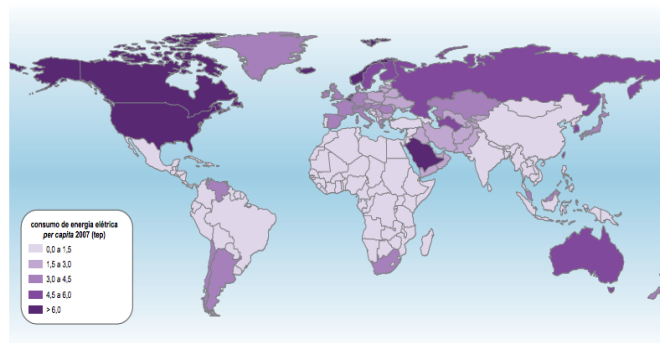 consumo de energia elétrica
per capita 2007 (tep)
0,0 a 1,5
1,5 a 3,0
3,0 a 4,5
4,5 a 6,0
> 6,0